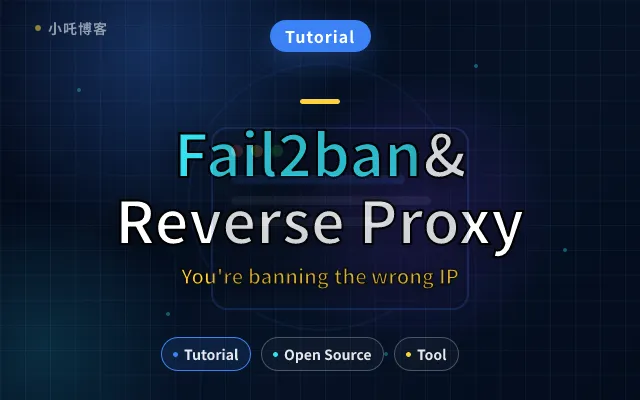 小吒博客
Tutorial
Fail2ban&
Reverse Proxy
You're banning the wrong IP
Tutorial
Open Source
Tool